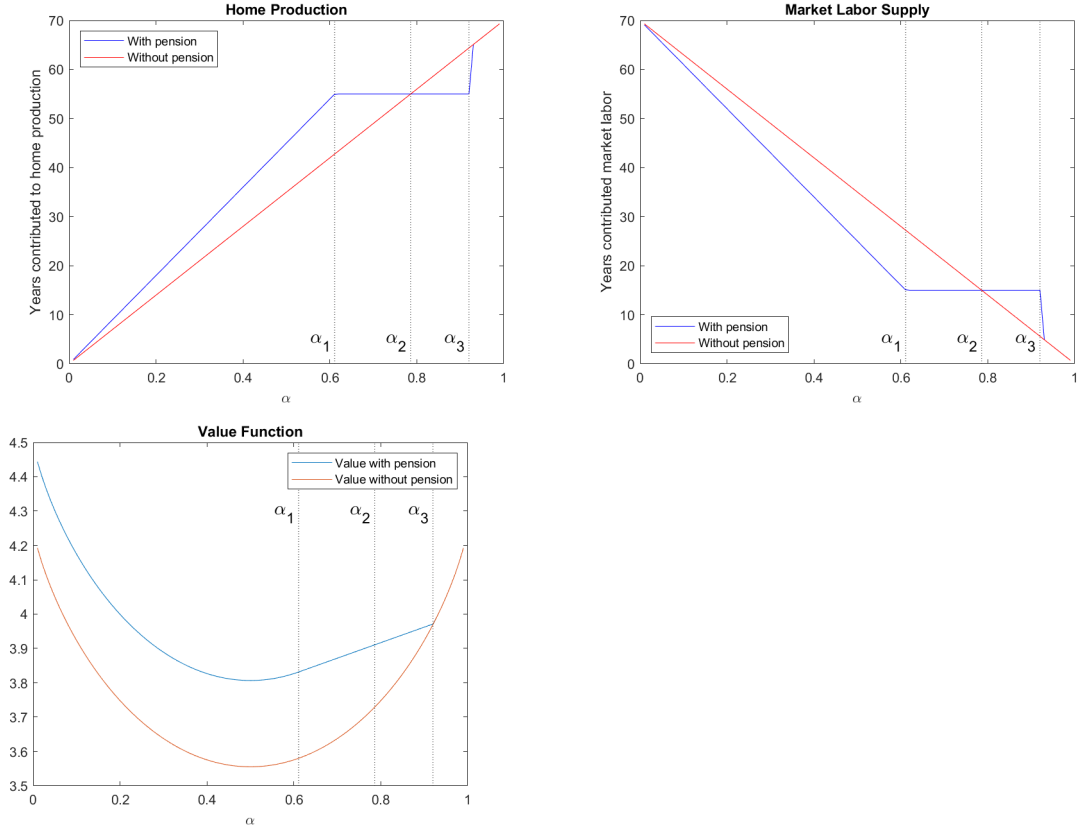 Home Production
Years contributed to home production
70
60
50
40
30
20
10
0
With pension
Without pension
α1
α2
α3
0
0.2
0.4
0.6
0.8
1
α
Market Labor Supply
Years contributed market labor
70
60
50
40
30
20
10
0
With pension
Without pension
α1
α2
α3
0
0.2
0.4
0.6
0.8
1
α
Value Function
4.5
4.4
4.3
4.2
4.1
4
3.9
3.8
3.7
3.6
3.5
Value with pension
Value without pension
α1
α2
α3
0
0.2
0.4
0.6
0.8
1
α